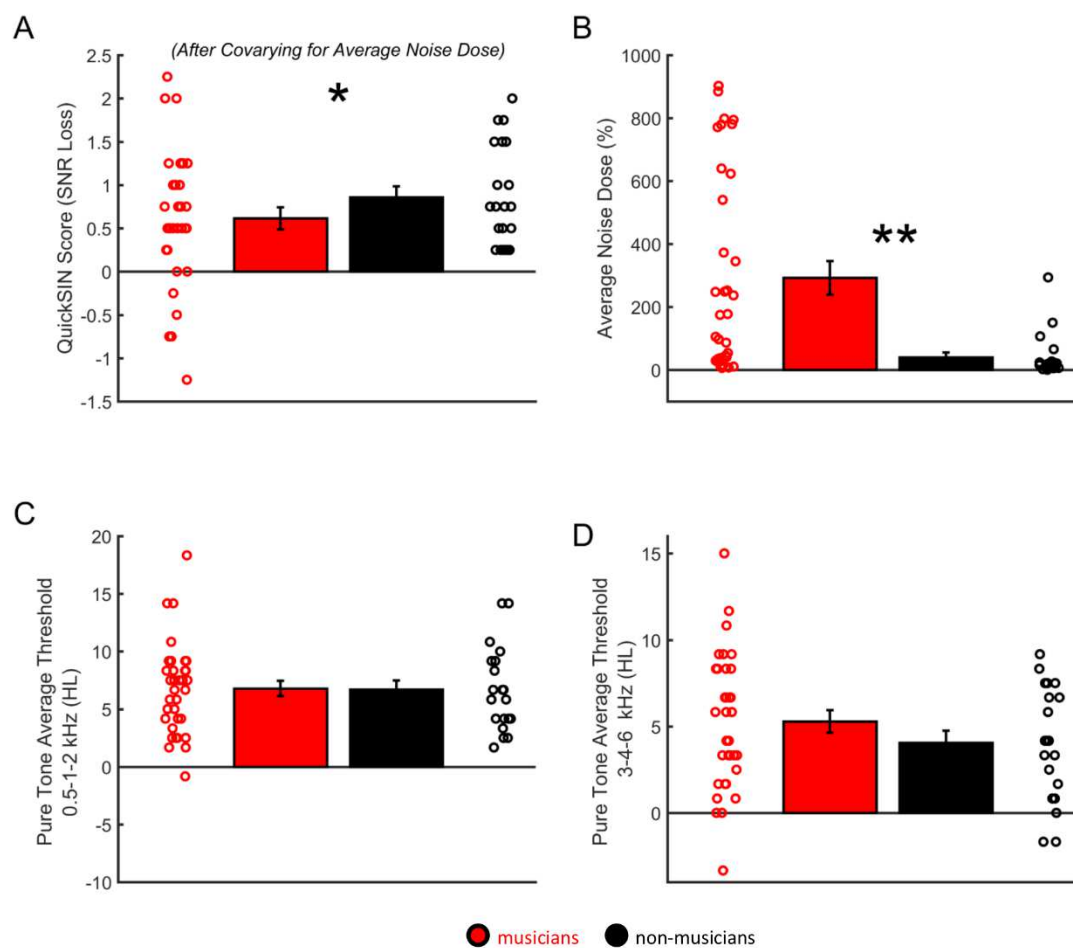 A
(After Covarying for Average Noise Dose)
QuickSIN Score (SNR Loss)
2.5
2
1.5
1
0.5
0
-0.5
-1
-1.5
*
B
Average Noise Dose (%)
1000
800
600
400
200
0
**
C
Pure Tone Average Threshold
0.5-1-2 kHz (HL)
20
15
10
5
0
-5
-10
D
Pure Tone Average Threshold
3-4-6 kHz (HL)
15
10
5
0
musicians
non-musicians